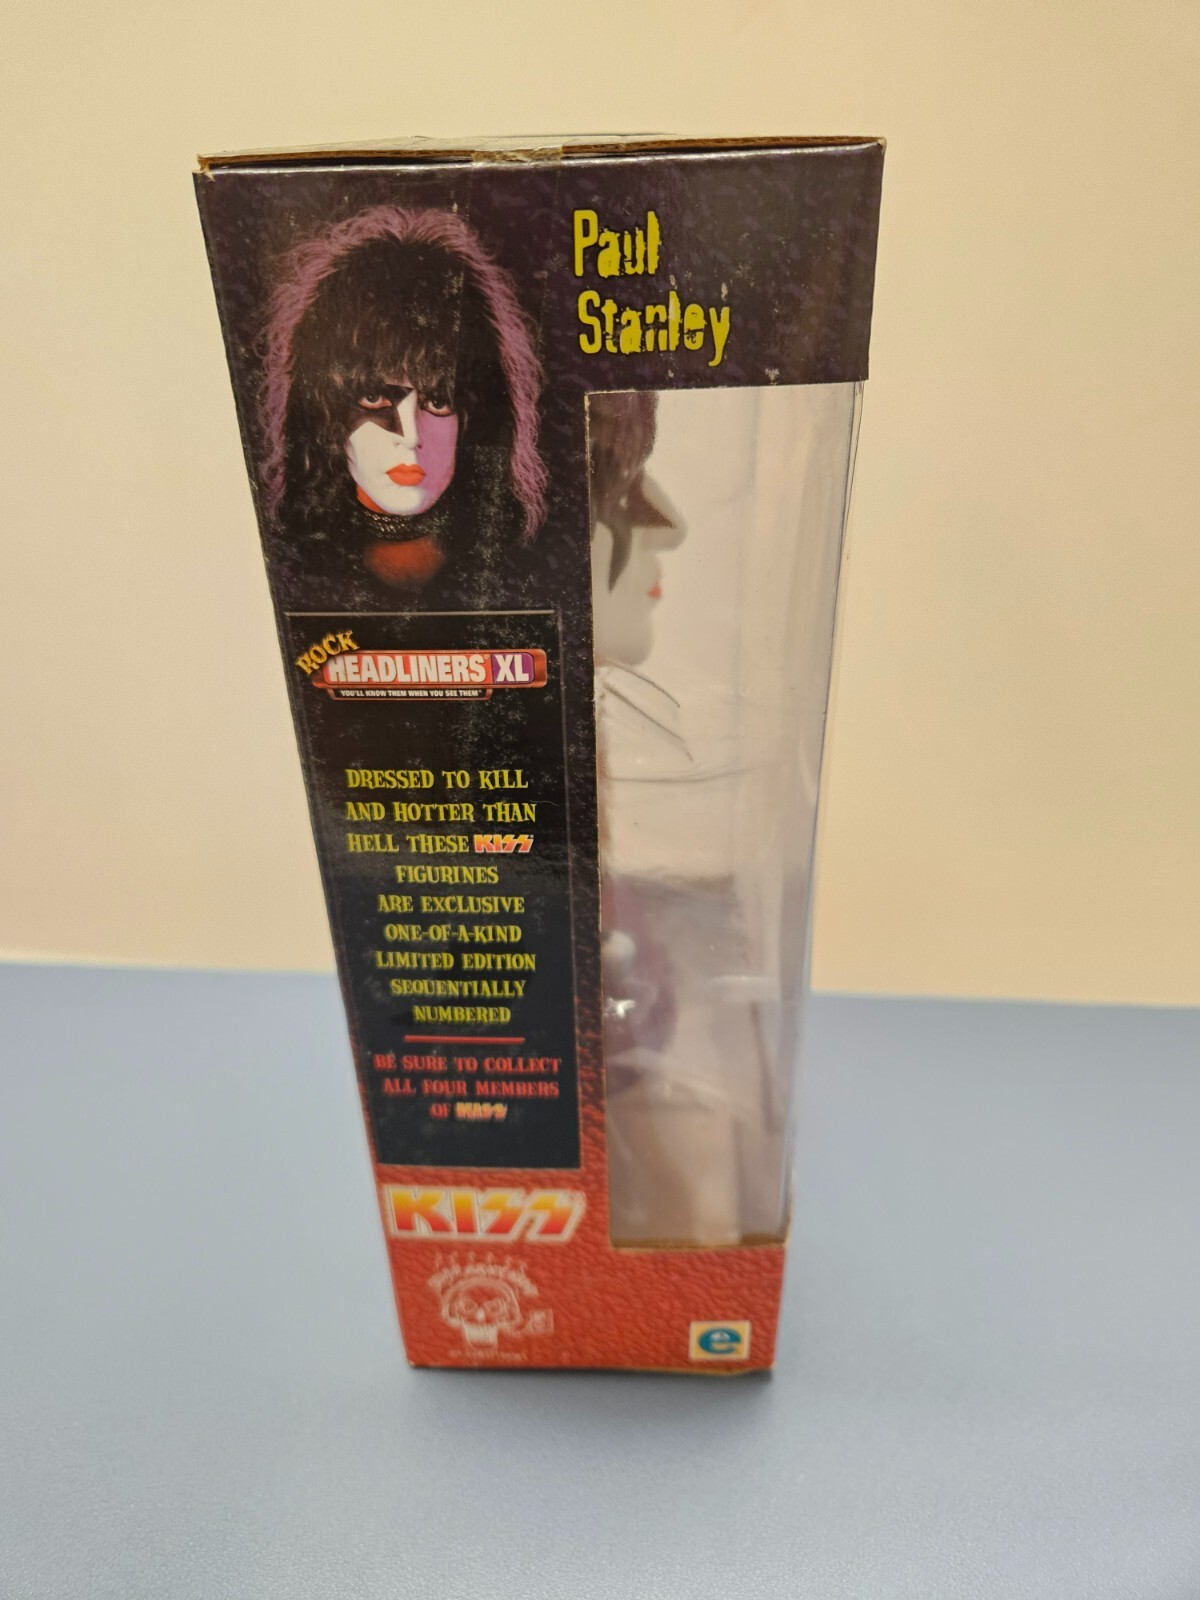 Paul
Stanley
ROCK
HEADLINERS XL
YOU'LL KNOW THEM WHEN YOU SEE THEM
DRESSED TO KILL
AND HOTTER THAN
HELL THESE KISS
FIGURINES
ARE EXCLUSIVE
ONE-OF-A-KIND
LIMITED EDITION
SEQUENTIALLY
NUMBERED
BE SURE TO COLLECT
ALL FOUR MEMBERS
OF KISS
KISS
e